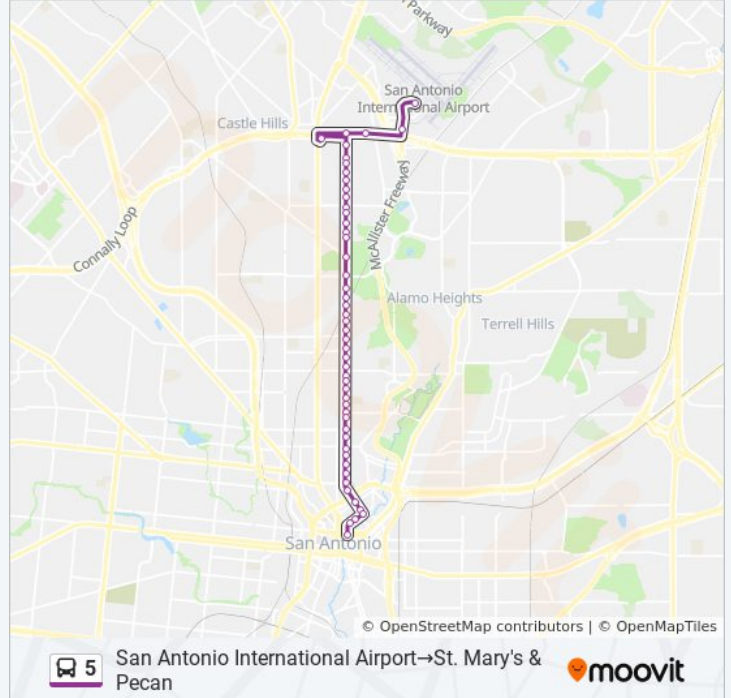 Parkway
San Antonio
International Airport
Castle Hills
McAllister Freeway
Connally Loop
Alamo Heights
Terrell Hills
San Antonio
© OpenStreetMap contributors | © OpenMapTiles
5
San Antonio International Airport→St. Mary's &
Pecan
moovit